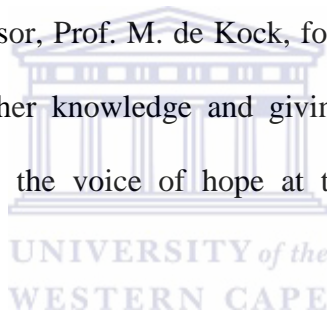 sor, Prof. M. de Kock, fo
her knowledge and givin
the voice of hope at t
UNIVERSITY of the
WESTERN CAPE